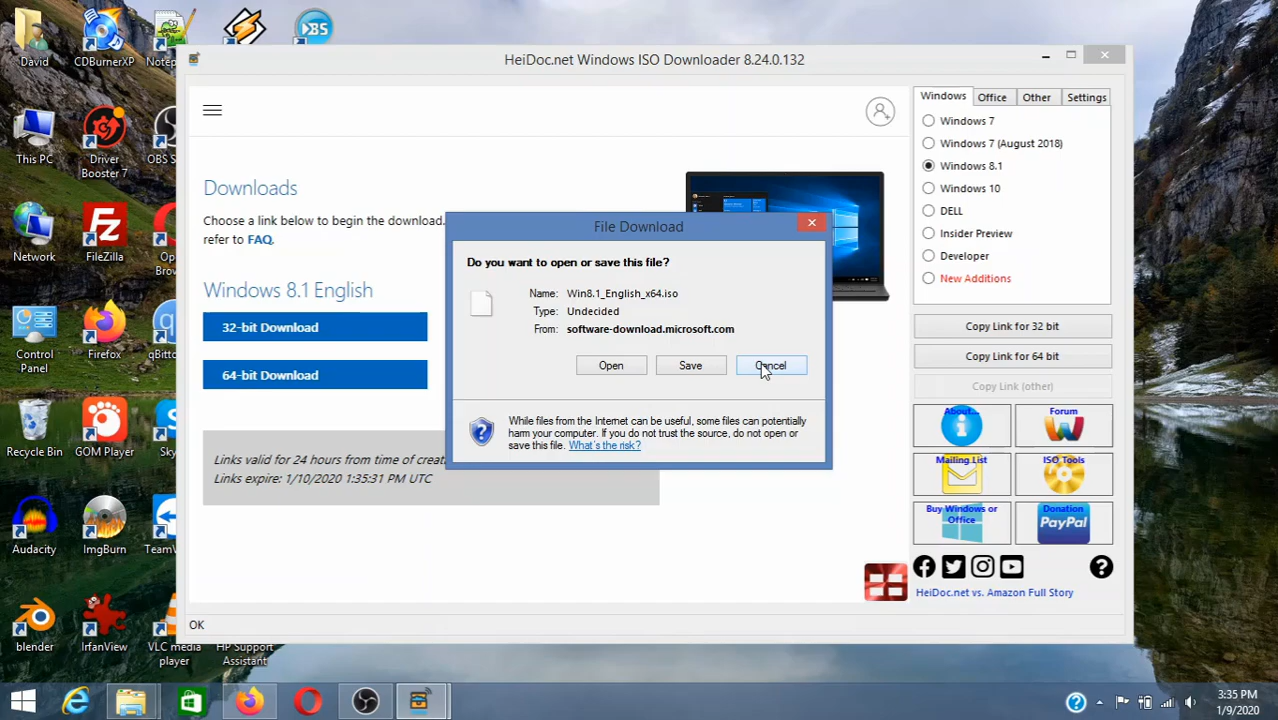 David
CDBurnerXP
Notep
BS
This PC
Driver
Booster 7
OBS S
Network
FileZilla
Op
Brow
Control
Panel
Firefox
qBitto
Recycle Bin
GOM Player
Sky
Audacity
ImgBurn
TeamV
blender
IrfanView
VLC media
player
HP Support
Assistant
HeiDoc.net Windows ISO Downloader 8.24.0.132
Downloads
Choose a link below to begin the download.
refer to FAQ.
Windows 8.1 English
32-bit Download
64-bit Download
Links valid for 24 hours from time of creat
Links expire: 1/10/2020 1:35:31 PM UTC
OK
File Download
Do you want to open or save this file?
Name: Win8.1_English_x64.iso
Type: Undecided
From: software-download.microsoft.com
Open Save Cancel
While files from the Internet can be useful, some files can potentially
harm your computer. If you do not trust the source, do not open or
save this file. What's the risk?
Windows Office Other Settings
Windows 7
Windows 7 (August 2018)
Windows 8.1
Windows 10
DELL
Insider Preview
Developer
New Additions
Copy Link for 32 bit
Copy Link for 64 bit
Copy Link (other)
About... Forum
Mailing List ISO Tools
Buy Windows or
Office
Donation
PayPal
HeiDoc.net vs. Amazon Full Story
3:35 PM
1/9/2020